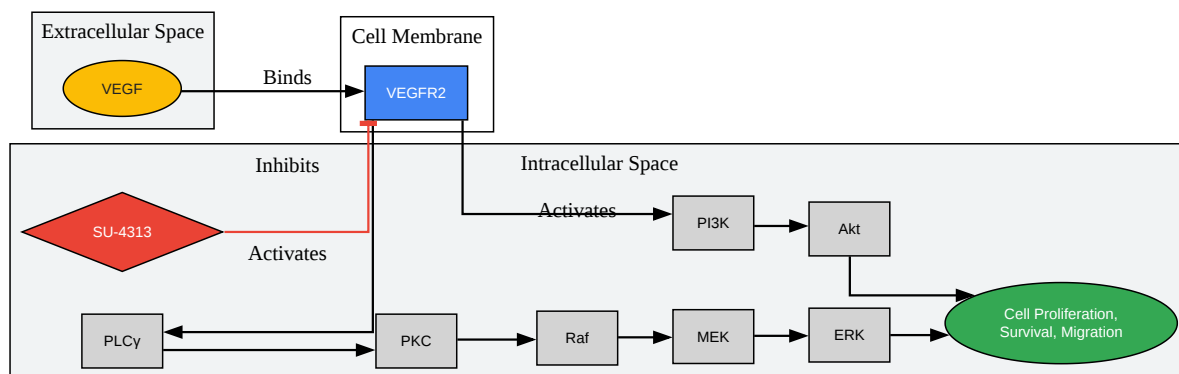 Extracellular Space
Cell Membrane
VEGF
Binds
VEGFR2
Inhibits
Intracellular Space
SU-4313
Activates
Activates
PI3K
Akt
PLCγ
PKC
Raf
MEK
ERK
Cell Proliferation,
Survival, Migration